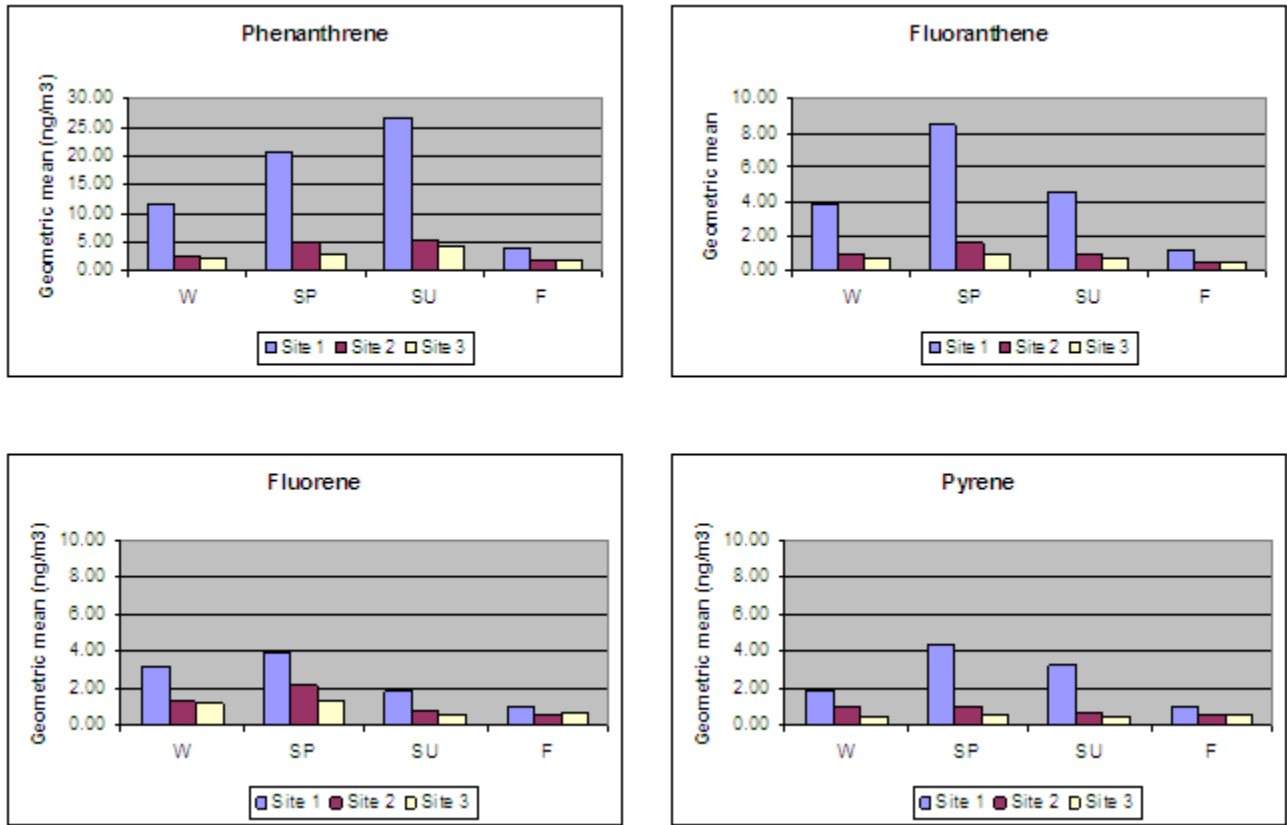 Phenanthrene
Geometric mean (ng/m3)
30.00
25.00
20.00
15.00
10.00
5.00
0.00
W SP SU F
Site 1 Site 2 Site 3
Fluoranthene
Geometric mean
10.00
8.00
6.00
4.00
2.00
0.00
W SP SU F
Site 1 Site 2 Site 3
Fluorene
Geometric mean (ng/m3)
10.00
8.00
6.00
4.00
2.00
0.00
W SP SU F
Site 1 Site 2 Site 3
Pyrene
Geometric mean (ng/m3)
10.00
8.00
6.00
4.00
2.00
0.00
W SP SU F
Site 1 Site 2 Site 3